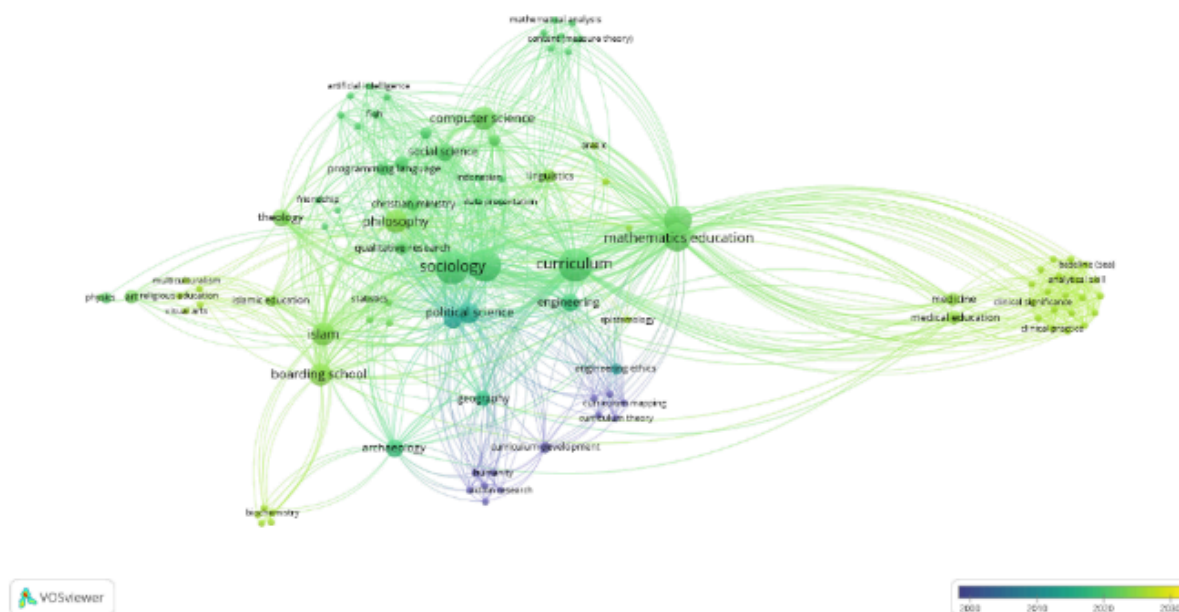 mathematical analysis
content (measure theory)
artificial intelligence
fish
computer science
social science
arabic
programming language
indonesian
linguistics
friendship
christian ministry
data presentation
theology
philosophy
mathematics education
qualitative research
sociology
curriculum
baseline (sea)
multiculturalism
analytical skill
physics
art
religious education
islamic education
statistics
engineering
medicine
clinical significance
visual arts
political science
medical education
epistemology
clinical practice
islam
boarding school
engineering ethics
geography
curriculum mapping
curriculum theory
archaeology
curriculum development
humanity
action research
biochemistry
VOSviewer
2000 2010 2020 2030